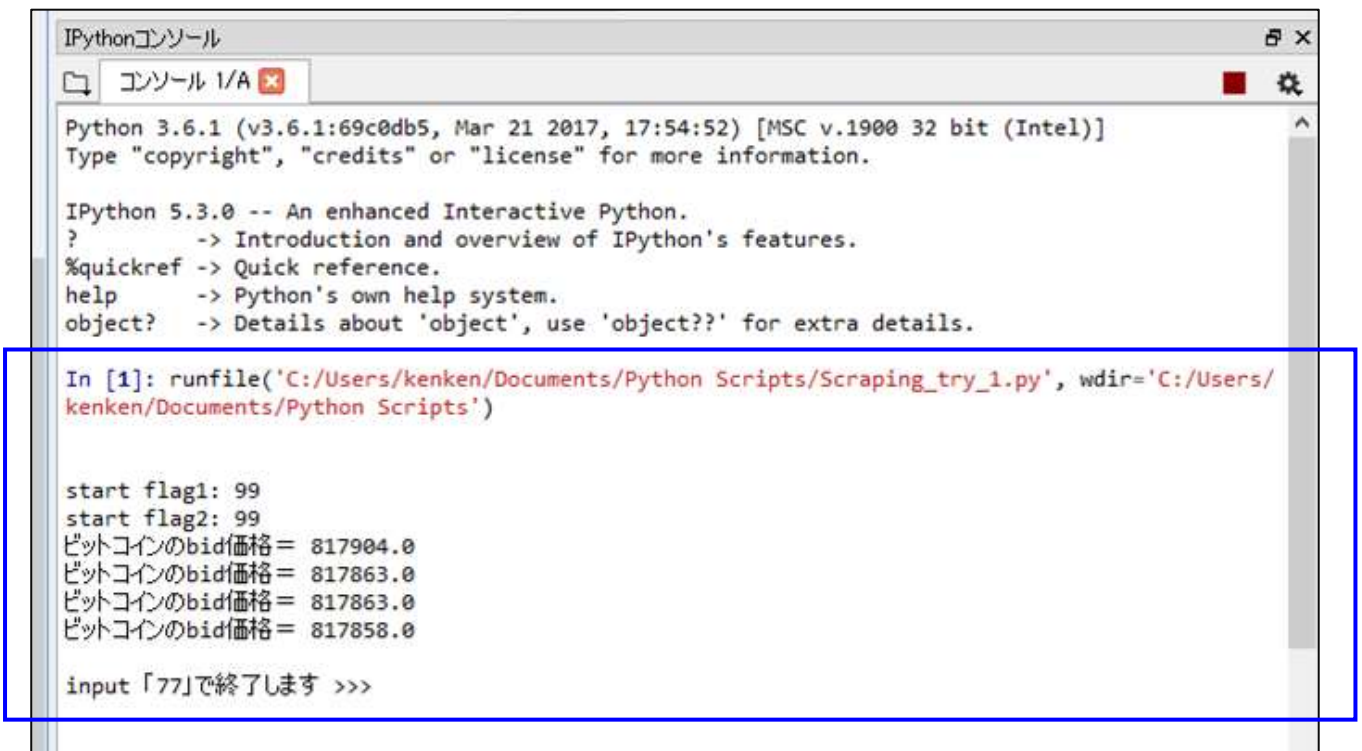 IPythonコンソール
コンソール 1/A
Python 3.6.1 (v3.6.1:69c0db5, Mar 21 2017, 17:54:52) [MSC v.1900 32 bit (Intel)]
Type "copyright", "credits" or "license" for more information.
IPython 5.3.0 -- An enhanced Interactive Python.
?         -> Introduction and overview of IPython's features.
%quickref -> Quick reference.
help      -> Python's own help system.
object?   -> Details about 'object', use 'object??' for extra details.
In [1]: runfile('C:/Users/kenken/Documents/Python Scripts/Scraping_try_1.py', wdir='C:/Users/
kenken/Documents/Python Scripts')
start flag1: 99
start flag2: 99
ビットコインのbid価格＝ 817904.0
ビットコインのbid価格＝ 817863.0
ビットコインのbid価格＝ 817863.0
ビットコインのbid価格＝ 817858.0
input「77」で終了します >>>